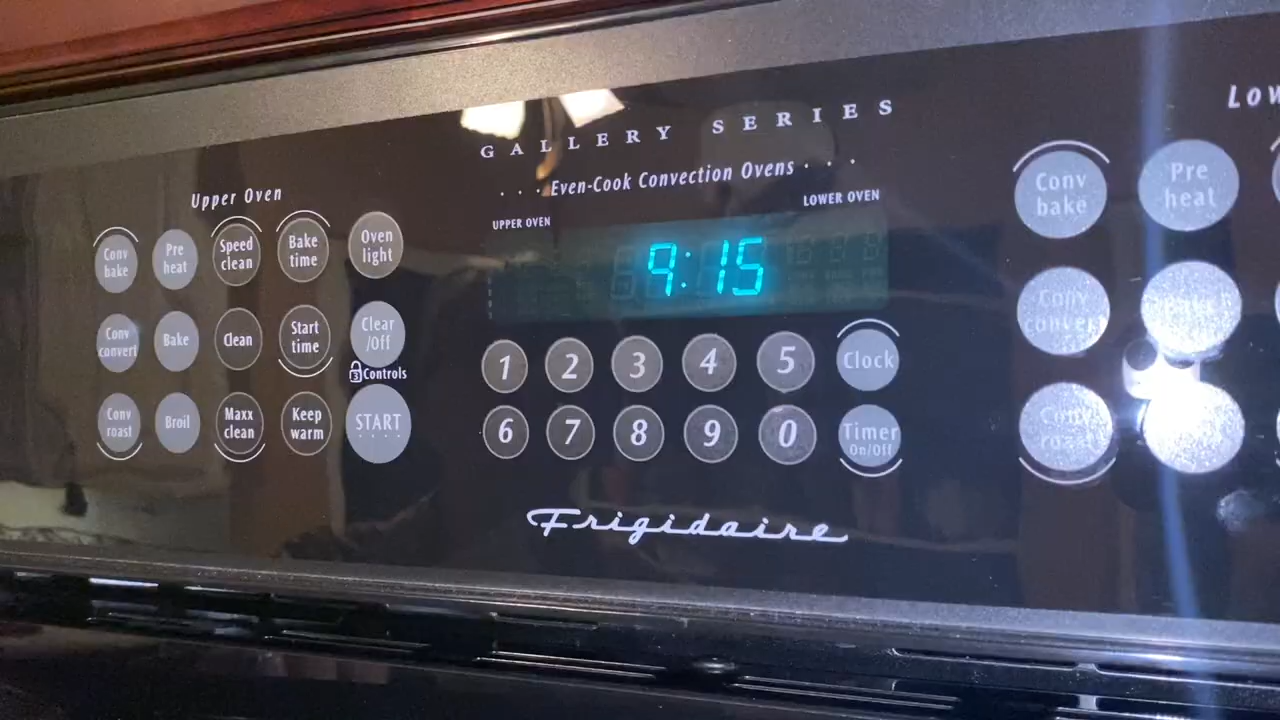 GALLERY SERIES
· · · Even-Cook Convection Ovens · · ·
UPPER OVEN
LOWER OVEN
9:15
Upper Oven
Conv bake
Pre heat
Speed clean
Bake time
Oven light
Conv convert
Bake
Clean
Start time
Clear /Off
Controls
Conv roast
Broil
Maxx clean
Keep warm
START
1 2 3 4 5 Clock
6 7 8 9 0 Timer On/Off
Frigidaire
Conv bake
Pre heat
Conv convert
Conv roast